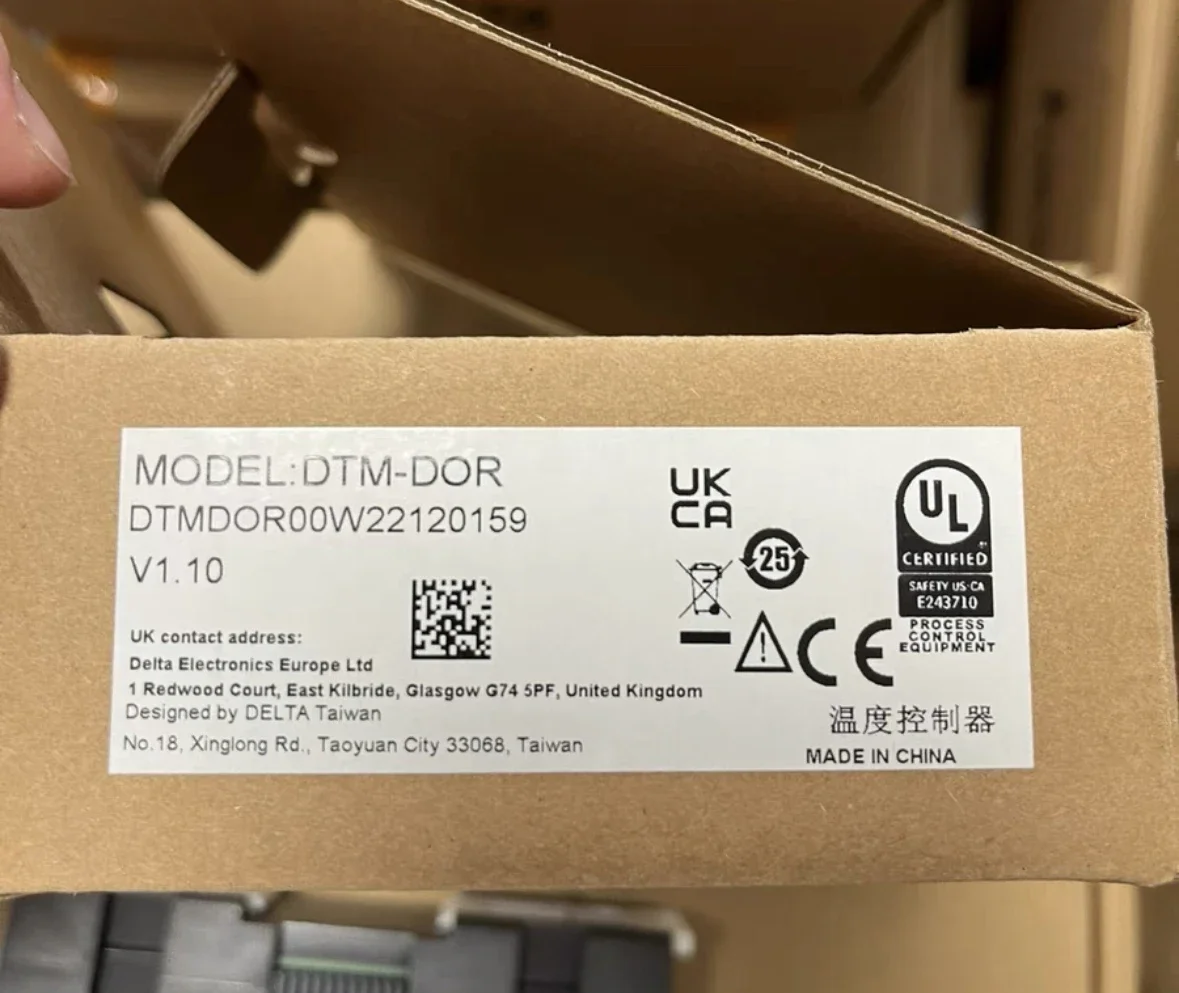 MODEL:DTM-DOR
DTMDOR00W22120159
V1.10
UK contact address:
Delta Electronics Europe Ltd
1 Redwood Court, East Kilbride, Glasgow G74 5PF, United Kingdom
Designed by DELTA Taiwan
No.18, Xinglong Rd., Taoyuan City 33068, Taiwan
UK
CA
25
CE
UL
CERTIFIED
SAFETY US-CA
E243710
PROCESS
CONTROL
EQUIPMENT
温度控制器
MADE IN CHINA